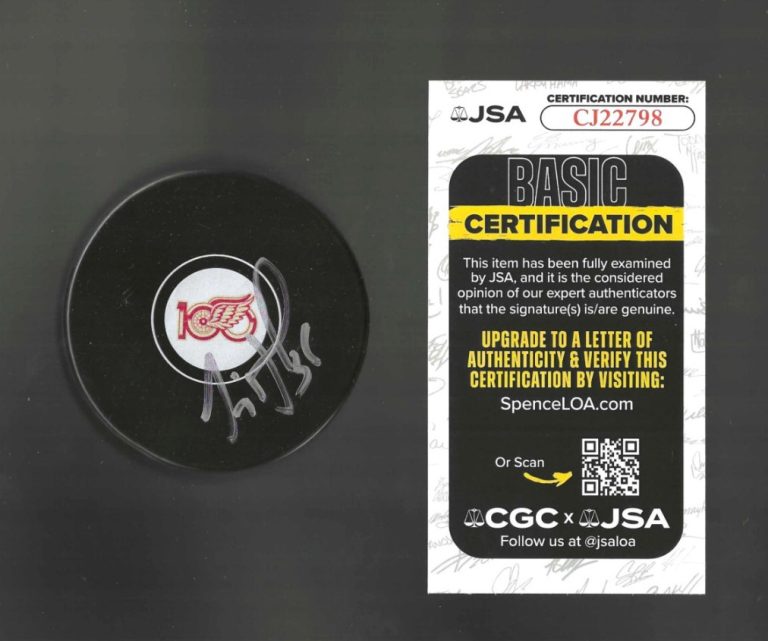 100
JSA
CERTIFICATION NUMBER:
CJ22798
BASIC
CERTIFICATION
This item has been fully examined
by JSA, and it is the considered
opinion of our expert authenticators
that the signature(s) is/are genuine.
UPGRADE TO A LETTER OF
AUTHENTICITY & VERIFY THIS
CERTIFICATION BY VISITING:
SpenceLOA.com
Or Scan
CGC x JSA
Follow us at @jsaloa